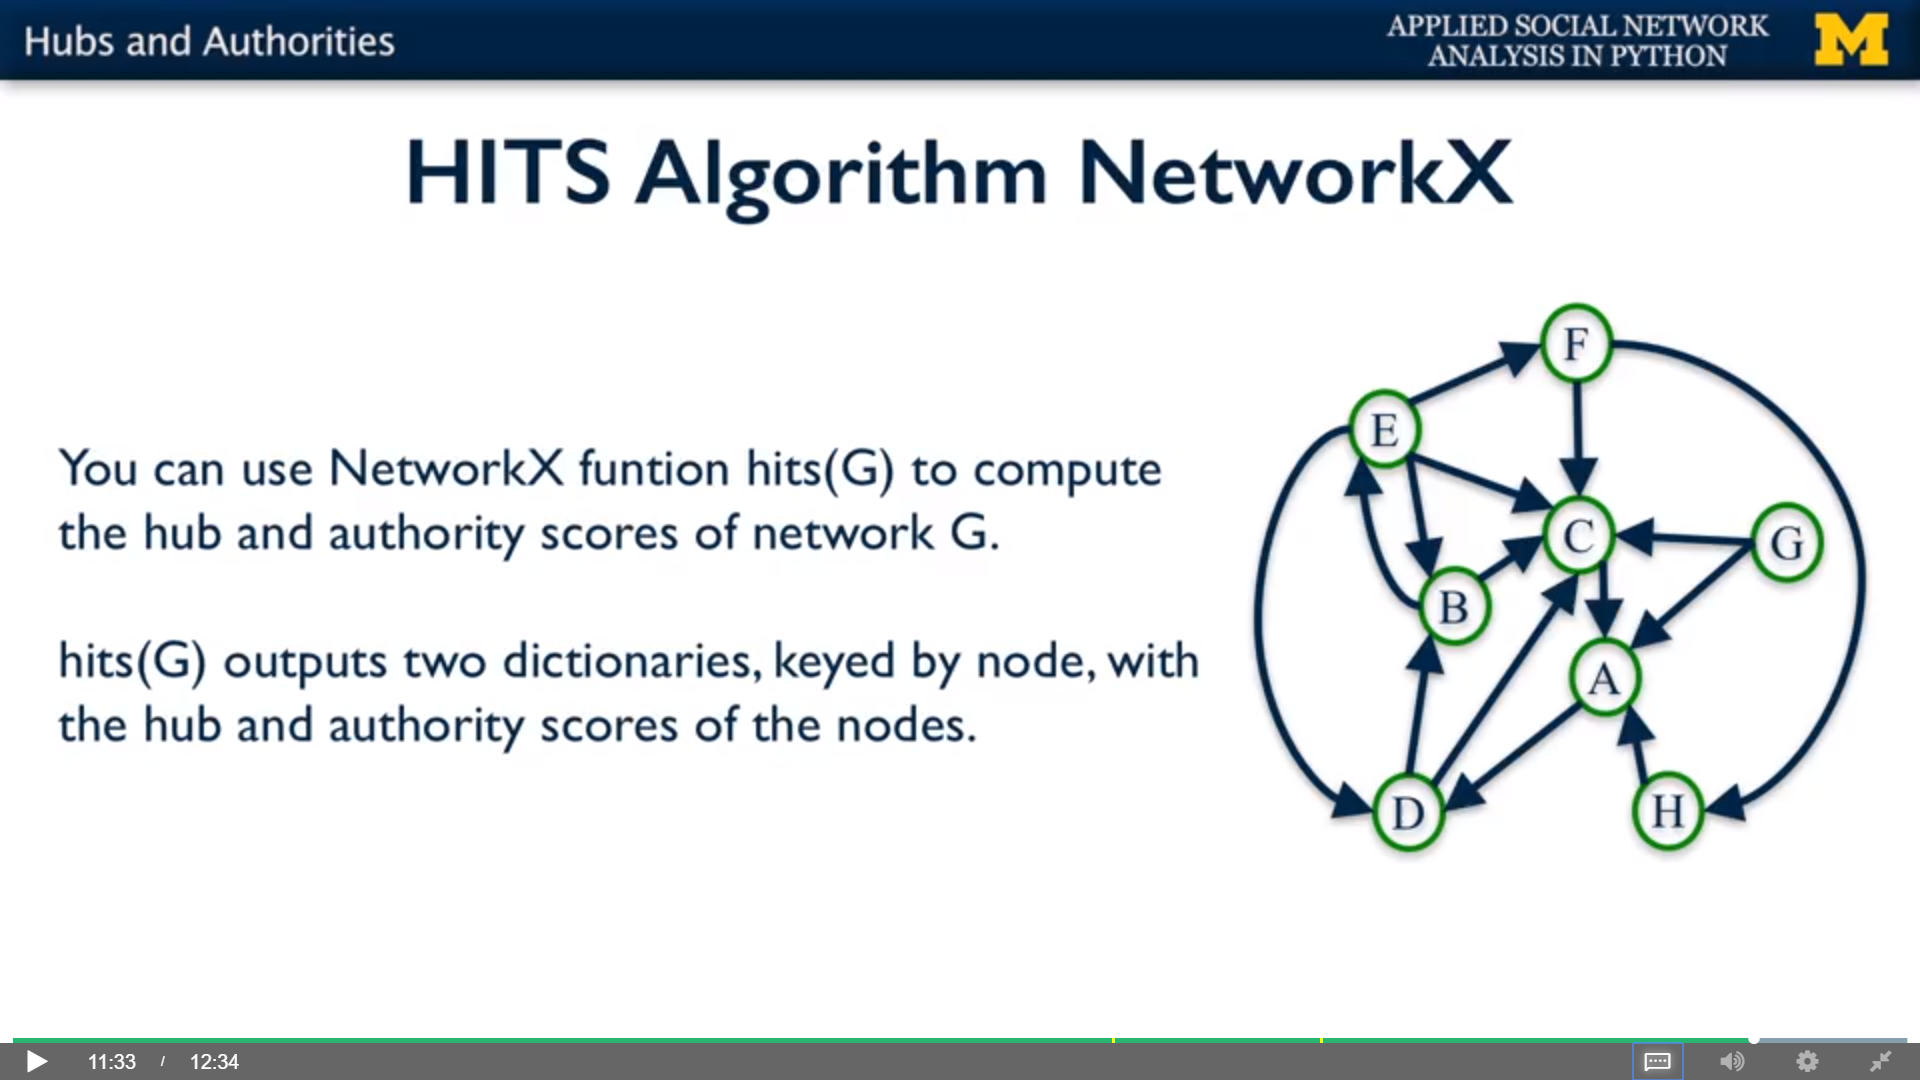 Hubs and Authorities
APPLIED SOCIAL NETWORK
ANALYSIS IN PYTHON
M
HITS Algorithm NetworkX
You can use NetworkX funtion hits(G) to compute
the hub and authority scores of network G.
hits(G) outputs two dictionaries, keyed by node, with
the hub and authority scores of the nodes.
F
E
C
G
B
A
D
H
11:33 / 12:34